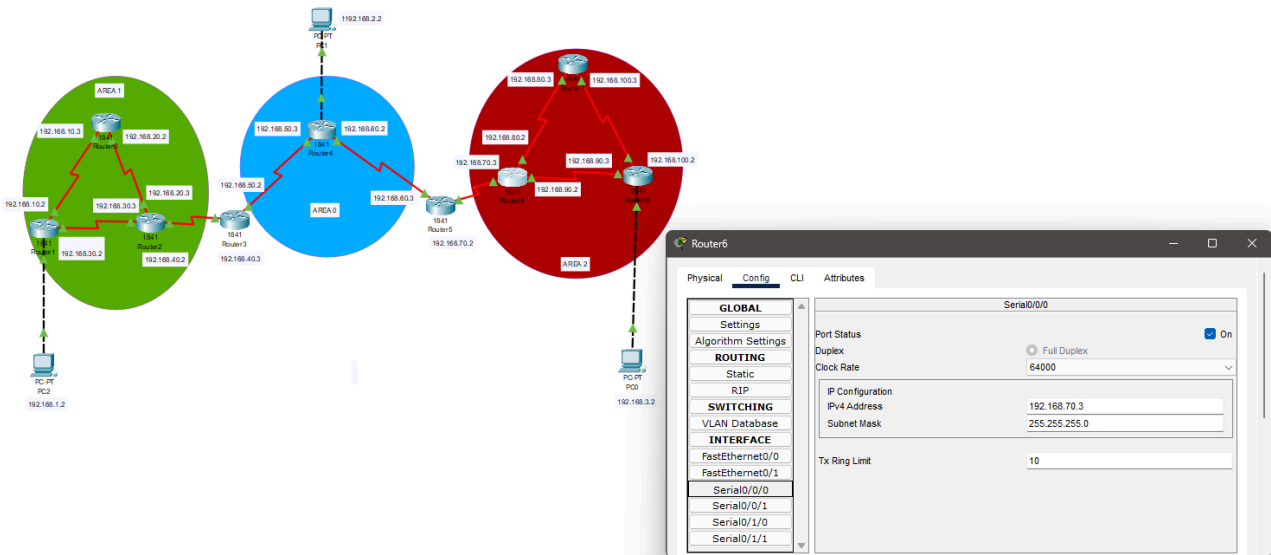 1192.168.2.2
PC-PT
PC1
AREA 1
192.168.10.3
192.168.20.2
1841
192.168.10.2
192.168.30.3
192.168.20.3
1841
Router1
192.168.30.2
1841
Router2
192.168.40.2
192.168.50.3
192.168.60.2
1841
Router4
192.168.50.2
AREA 0
1841
Router3
192.168.40.3
192.168.60.3
1841
Router5
192.168.70.2
192.168.80.3
192.168.100.3
192.168.80.2
192.168.70.3
192.168.90.3
192.168.100.2
1841
192.168.90.2
AREA 2
PC-PT
PC2
192.168.1.2
PC-PT
PC0
192.168.3.2
Router6
Physical Config CLI Attributes
GLOBAL
Settings
Algorithm Settings
ROUTING
Static
RIP
SWITCHING
VLAN Database
INTERFACE
FastEthernet0/0
FastEthernet0/1
Serial0/0/0
Serial0/0/1
Serial0/1/0
Serial0/1/1
Serial0/0/0
Port Status On
Duplex Full Duplex
Clock Rate 64000
IP Configuration
IPv4 Address 192.168.70.3
Subnet Mask 255.255.255.0
Tx Ring Limit 10